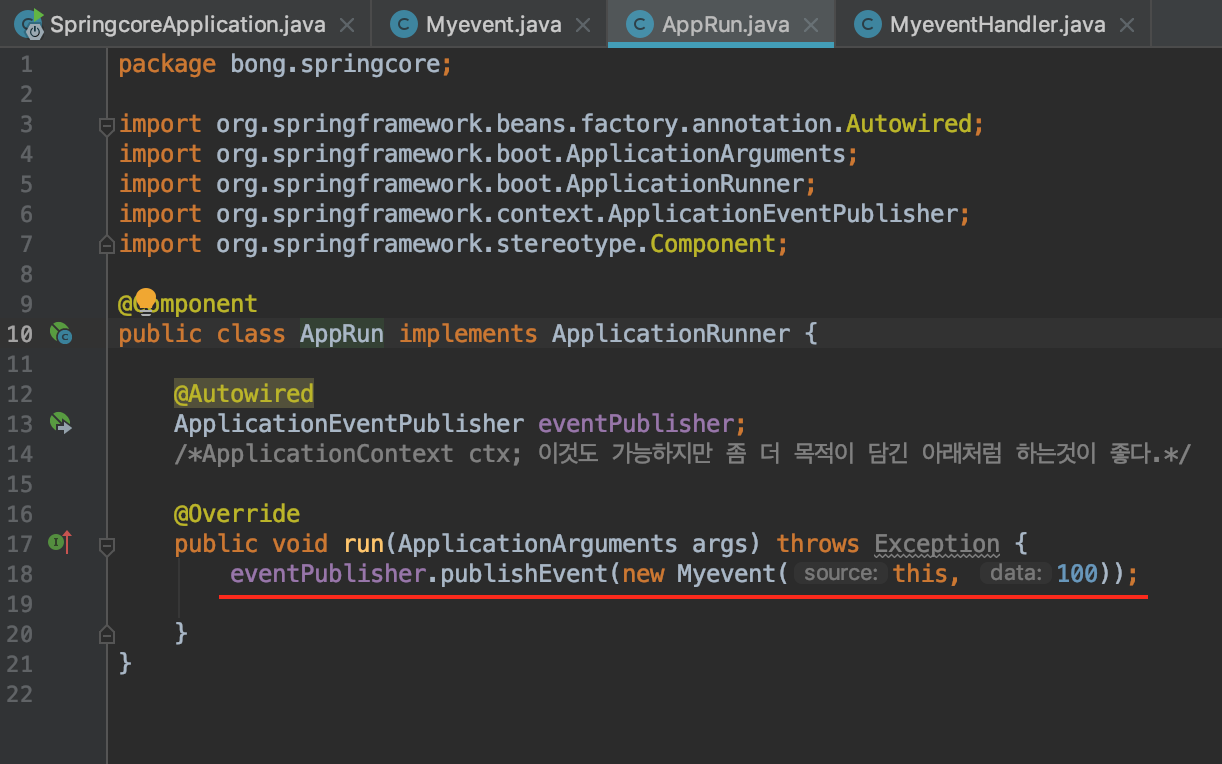 SpringcoreApplication.java Myevent.java AppRun.java MyeventHandler.java
1 package bong.springcore;
2
3 import org.springframework.beans.factory.annotation.Autowired;
4 import org.springframework.boot.ApplicationArguments;
5 import org.springframework.boot.ApplicationRunner;
6 import org.springframework.context.ApplicationEventPublisher;
7 import org.springframework.stereotype.Component;
8
9 @Component
10 public class AppRun implements ApplicationRunner {
11
12 @Autowired
13 ApplicationEventPublisher eventPublisher;
14 /*ApplicationContext ctx; 이것도 가능하지만 좀 더 목적이 담긴 아래처럼 하는것이 좋다.*/
15
16 @Override
17 public void run(ApplicationArguments args) throws Exception {
18 eventPublisher.publishEvent(new Myevent( source: this, data: 100));
19
20 }
21 }
22